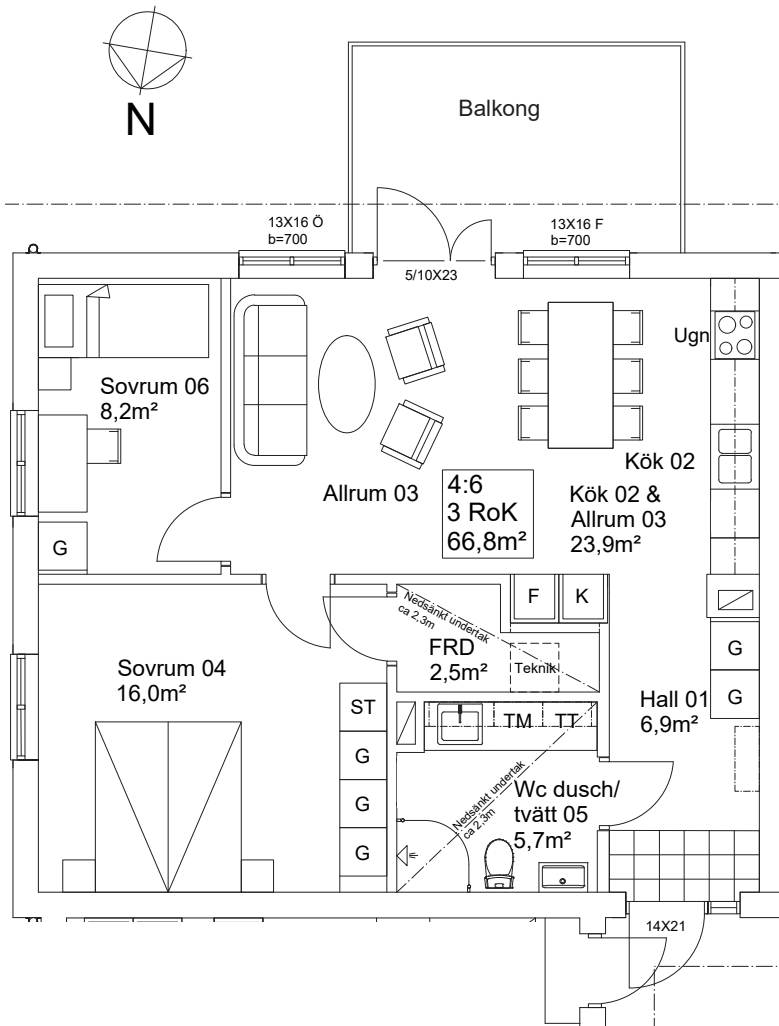 N
Balkong
13X16 Ö
b=700
13X16 F
b=700
5/10X23
Ugn
Sovrum 06
8,2m²
Allrum 03
4:6
3 RoK
66,8m²
Kök 02
Kök 02 &
Allrum 03
23,9m²
G
F
K
Nedsänkt undertak
ca 2,3m
FRD
2,5m²
Teknik
G
G
Sovrum 04
16,0m²
ST
G
G
G
TM
TT
Hall 01
6,9m²
Nedsänkt undertak
ca 2,3m
Wc dusch/
tvätt 05
5,7m²
14X21